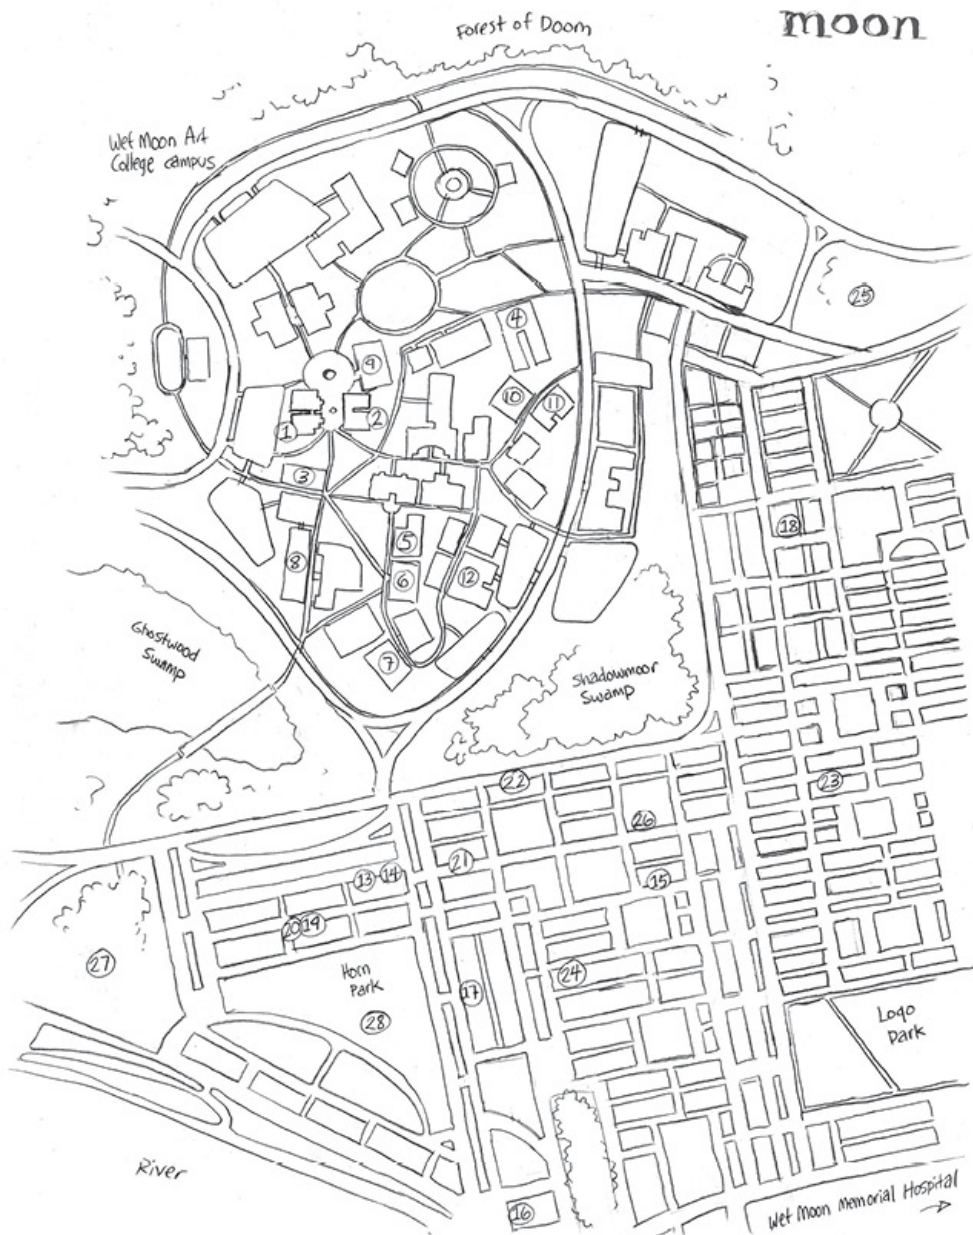 moon
Forest of Doom
Wet Moon Art
College campus
25
4
9
10
11
1
2
3
18
5
8
6
12
7
Ghostwood
Swamp
Shadowmoor
Swamp
22
23
26
21
13
14
15
20
19
27
Horn
Park
24
17
28
Logo
Park
River
16
Wet Moon Memorial Hospital